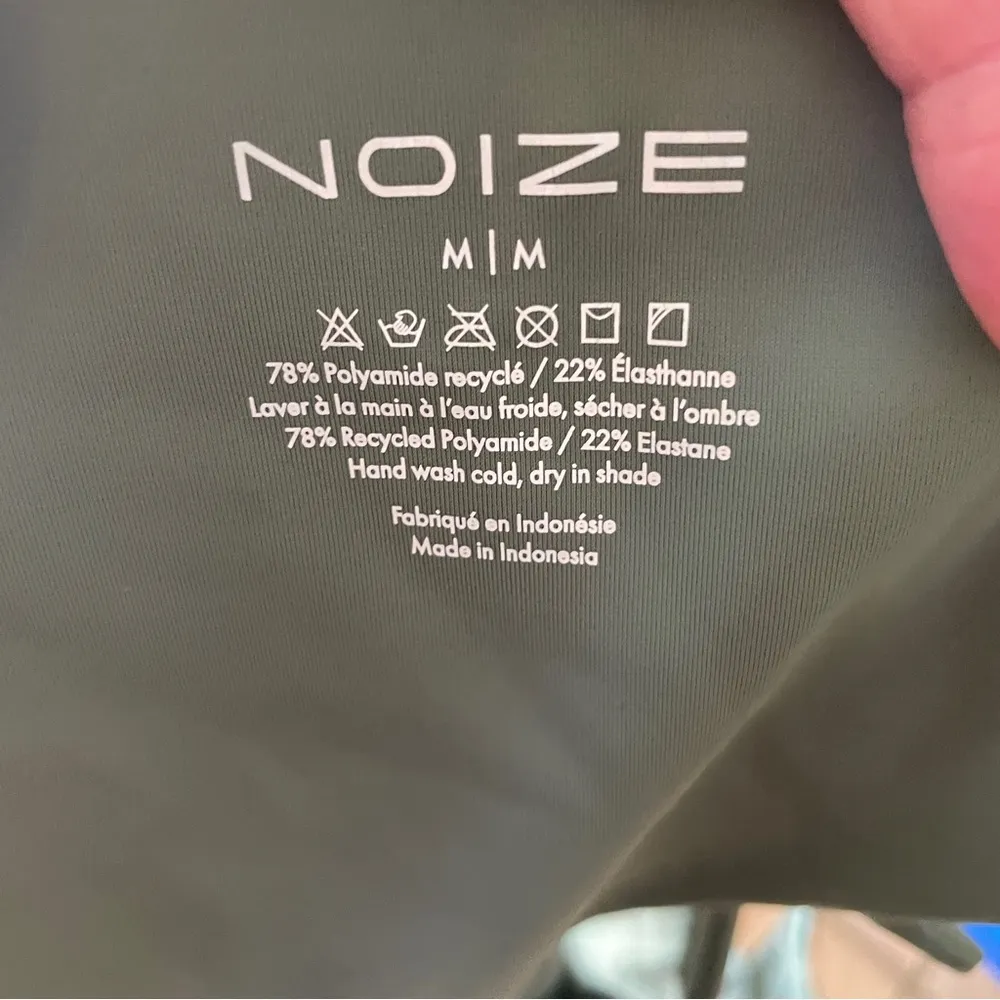 NOIZE
M|M
78% Polyamide recyclé / 22% Élasthanne
Laver à la main à l'eau froide, sécher à l'ombre
78% Recycled Polyamide / 22% Elastane
Hand wash cold, dry in shade
Fabriqué en Indonésie
Made in Indonesia